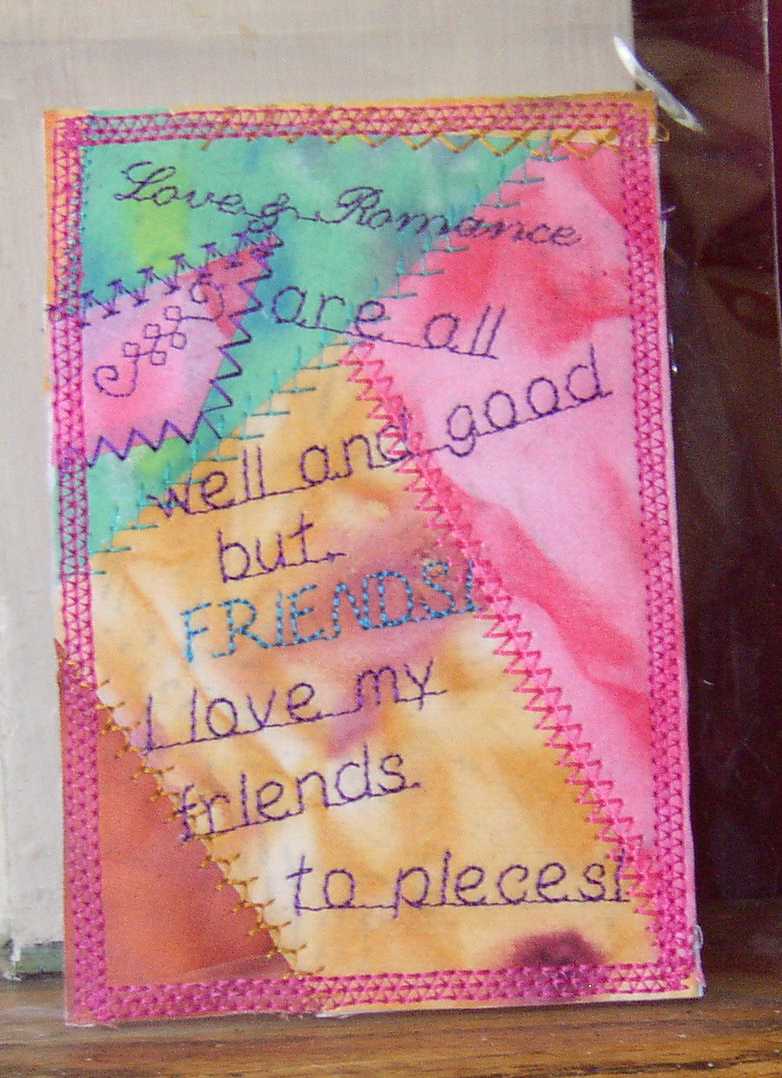 Love & Romance
are all
well and good
but.
FRIENDS!
I love my
friends
to pieces!